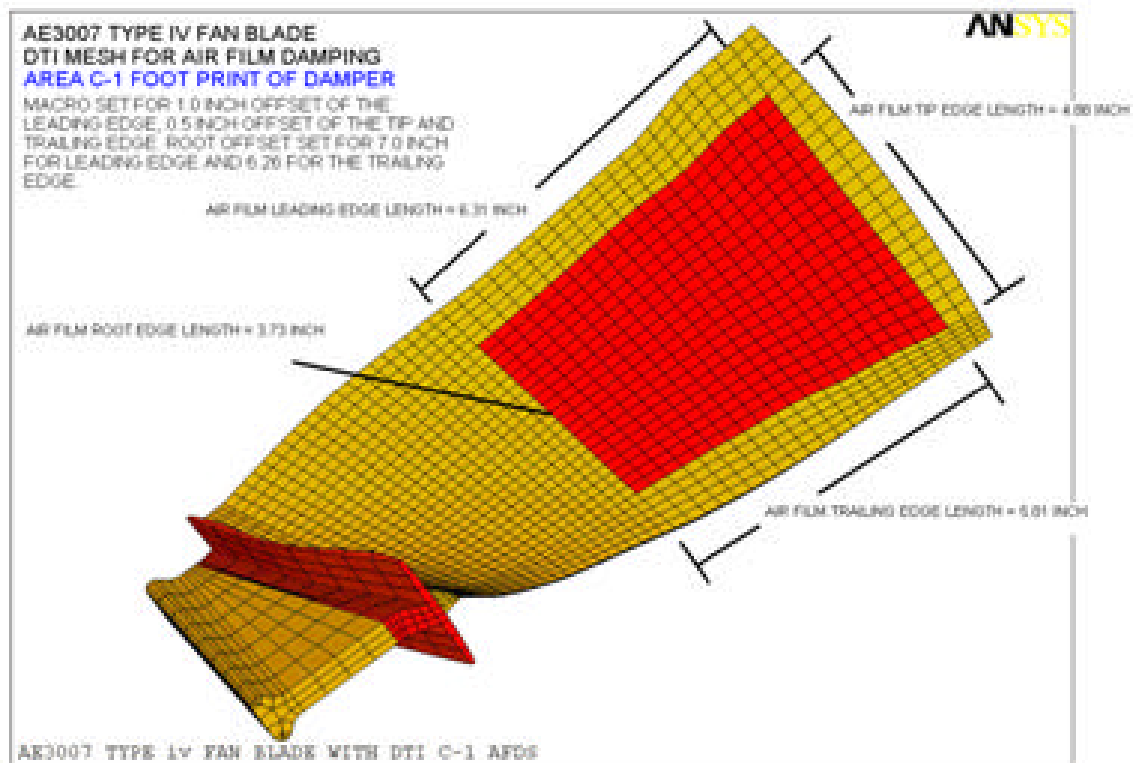 AE3007 TYPE IV FAN BLADE
DTI MESH FOR AIR FILM DAMPING
AREA C-1 FOOT PRINT OF DAMPER
MACRO SET FOR 1.0 INCH OFFSET OF THE
LEADING EDGE, 0.5 INCH OFFSET OF THE TIP AND
TRAILING EDGE. ROOT OFFSET SET FOR 7.0 INCH
FOR LEADING EDGE AND 6.26 FOR THE TRAILING
EDGE.
ANSYS
AIR FILM TIP EDGE LENGTH = INCH
AIR FILM LEADING EDGE LENGTH = 6.31 INCH
AIR FILM ROOT EDGE LENGTH = 3.73 INCH
AIR FILM TRAILING EDGE LENGTH = INCH
AE3007 TYPE iv FAN BLADE WITH DTI C-1 AFDS